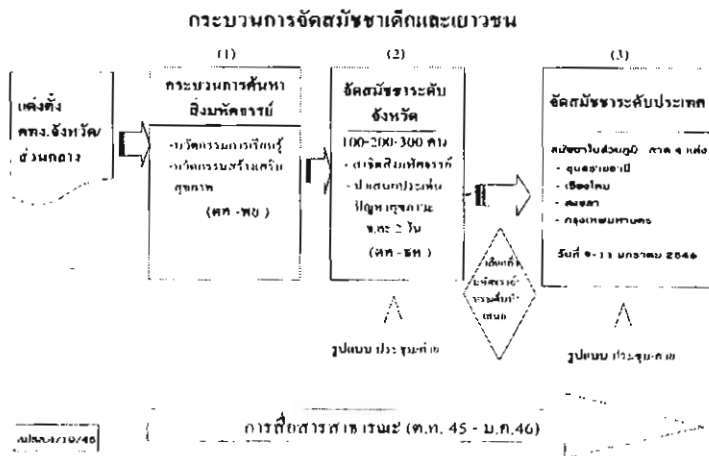 กระบวนการจัดสมัชชาเด็กและเยาวชน
(1)
(2)
(3)
แต่งตั้ง
คทง.จังหวัด/
ส่วนกลาง
กระบวนการค้นหา
สิ่งมหัศจรรย์
-นวัตกรรมการเรียนรู้
-นวัตกรรมสร้างเสริม
สุขภาพ
จัดสมัชชาระดับ
จังหวัด
100-200-300 คน
- สาธิตสิ่งมหัศจรรย์
- นำเสนอประเด็น
ปัญหาสุขภาวะ
จ.ละ 2 วัน
จัดสมัชชาระดับประเทศ
สมัชชาในส่วนภูมิ ภาค 4 แห่ง
- อุบลราชธานี
- เชียงใหม่
- สงขลา
- กรุงเทพมหานคร
วันที่ 9-11 มกราคม 2546
รูปแบบ ประชุม-ค่าย
รูปแบบ ประชุม-ค่าย
การสื่อสารสาธารณะ (ต.ค. 45 - ม.ค.46)